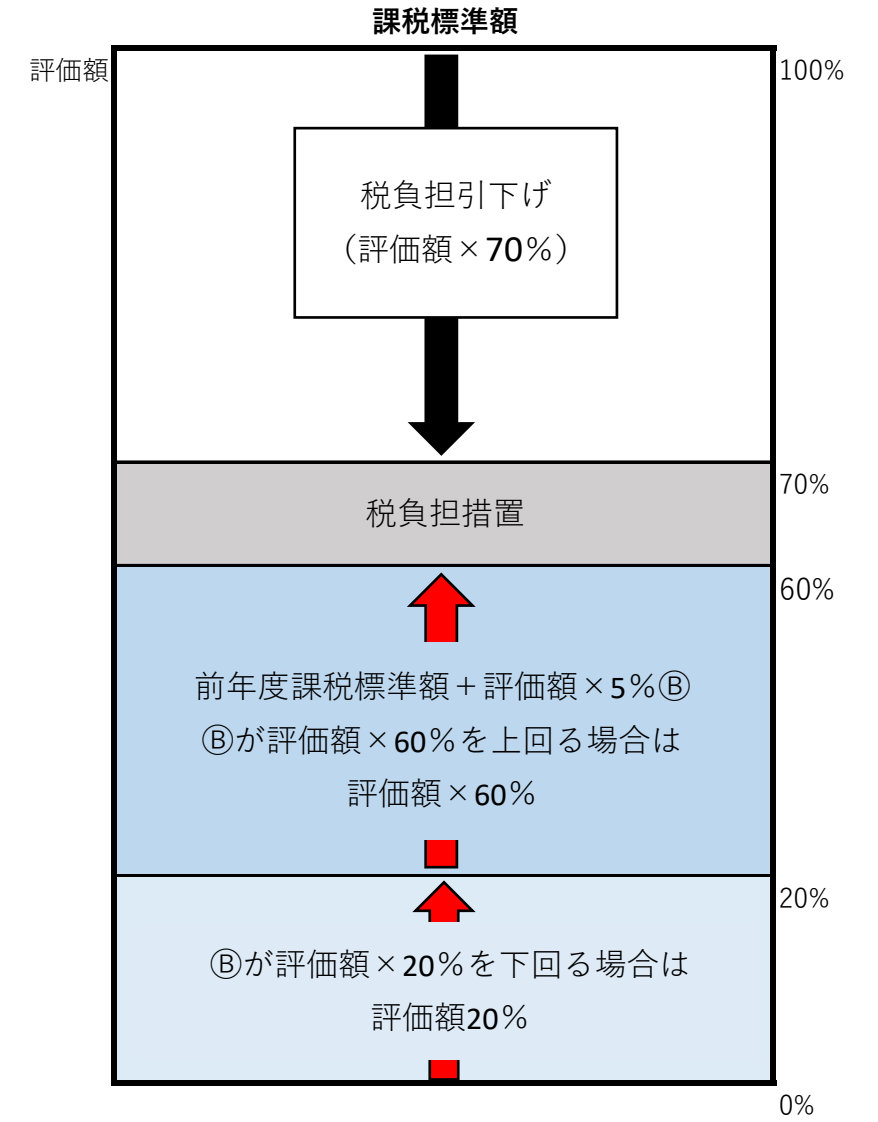 課税標準額
評価額
100%
税負担引下げ
（評価額×70％）
70%
税負担措置
60%
前年度課税標準額＋評価額×5％Ⓑ
Ⓑが評価額×60％を上回る場合は
評価額×60％
20%
Ⓑが評価額×20％を下回る場合は
評価額20％
0%